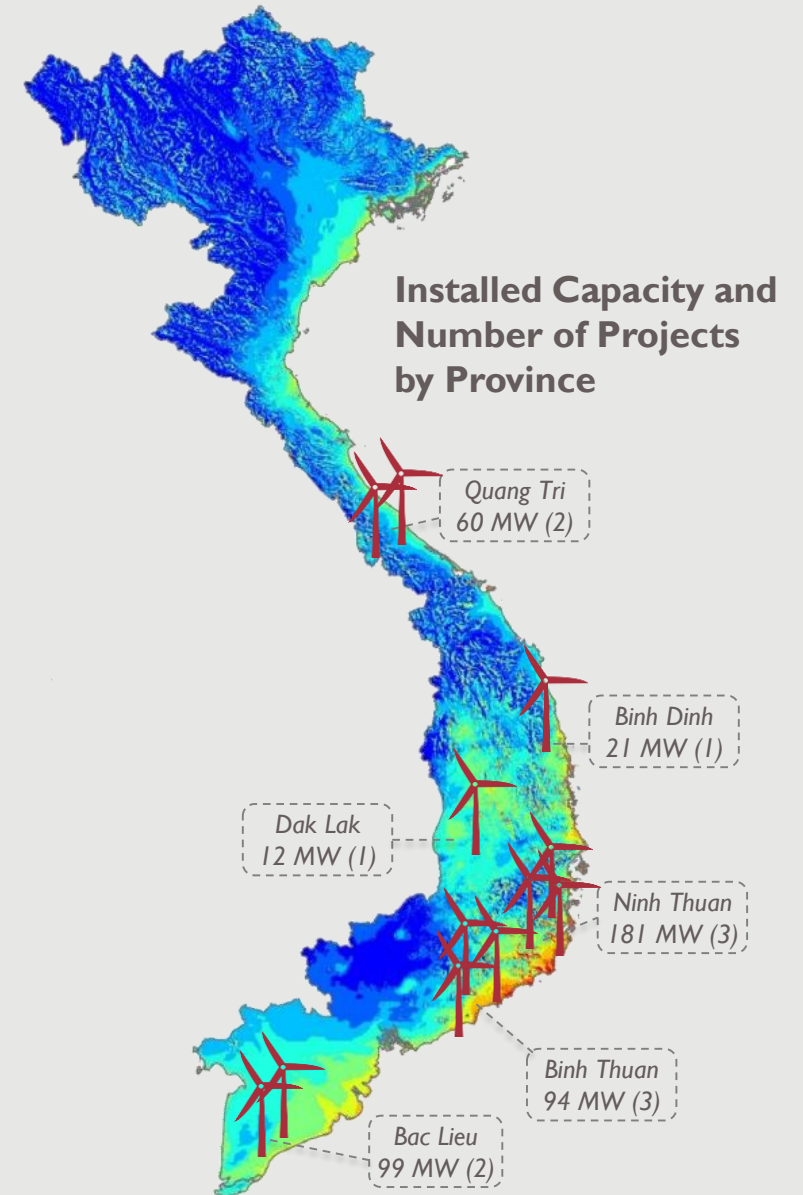 Installed Capacity and
Number of Projects
by Province
Quang Tri
60 MW (2)
Binh Dinh
21 MW (1)
Dak Lak
12 MW (1)
Ninh Thuan
181 MW (3)
Binh Thuan
94 MW (3)
Bac Lieu
99 MW (2)